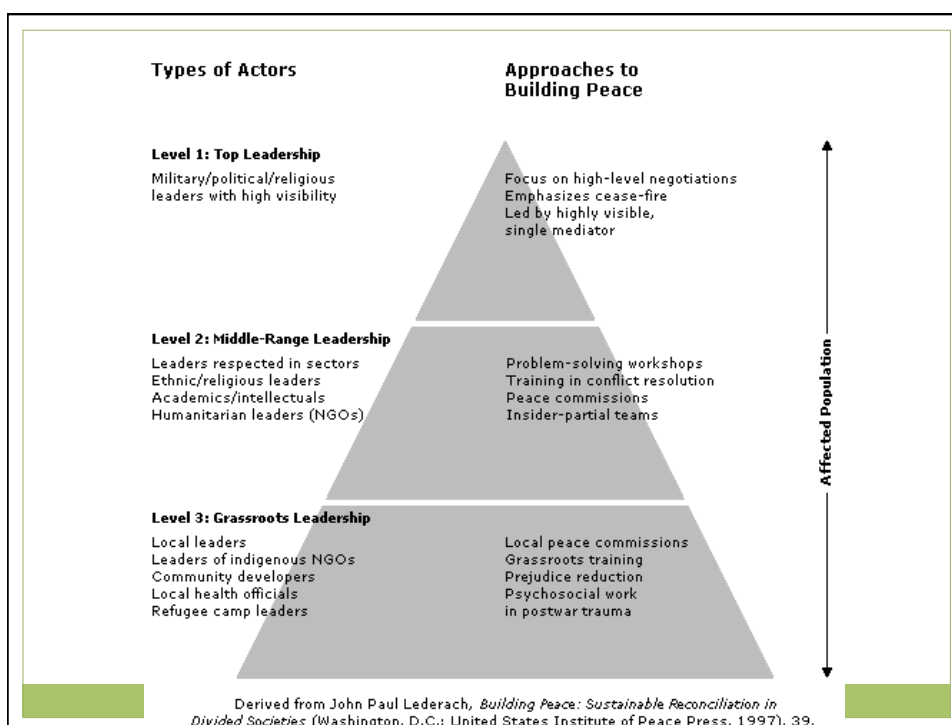 Types of Actors
Approaches to
Building Peace
Level 1: Top Leadership
Military/political/religious
leaders with high visibility
Focus on high-level negotiations
Emphasizes cease-fire
Led by highly visible,
single mediator
Level 2: Middle-Range Leadership
Leaders respected in sectors
Ethnic/religious leaders
Academics/intellectuals
Humanitarian leaders (NGOs)
Problem-solving workshops
Training in conflict resolution
Peace commissions
Insider-partial teams
Level 3: Grassroots Leadership
Local leaders
Leaders of indigenous NGOs
Community developers
Local health officials
Refugee camp leaders
Local peace commissions
Grassroots training
Prejudice reduction
Psychosocial work
in postwar trauma
Affected Population
Derived from John Paul Lederach, Building Peace: Sustainable Reconciliation in
Divided Societies (Washington, D.C.: United States Institute of Peace Press, 1997), 39.